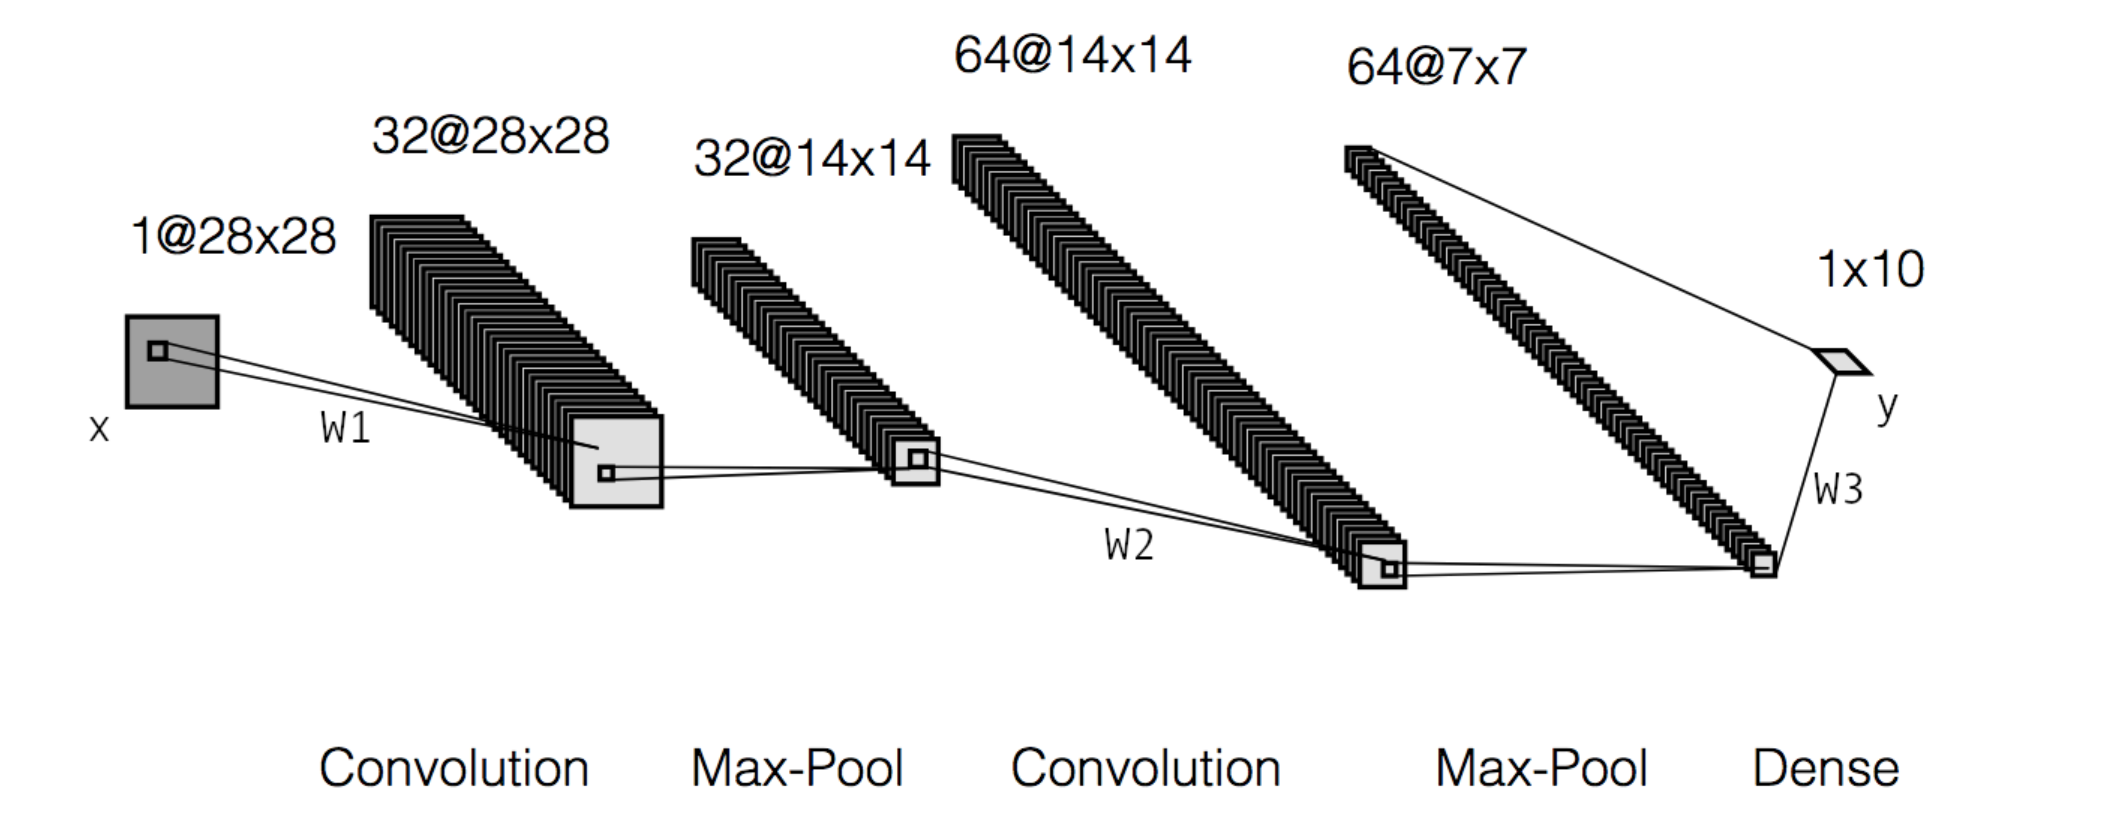 64@14x14
64@7x7
32@28x28
32@14x14
1@28x28
1x10
x
W1
y
W2
W3
Convolution
Max-Pool
Convolution
Max-Pool
Dense